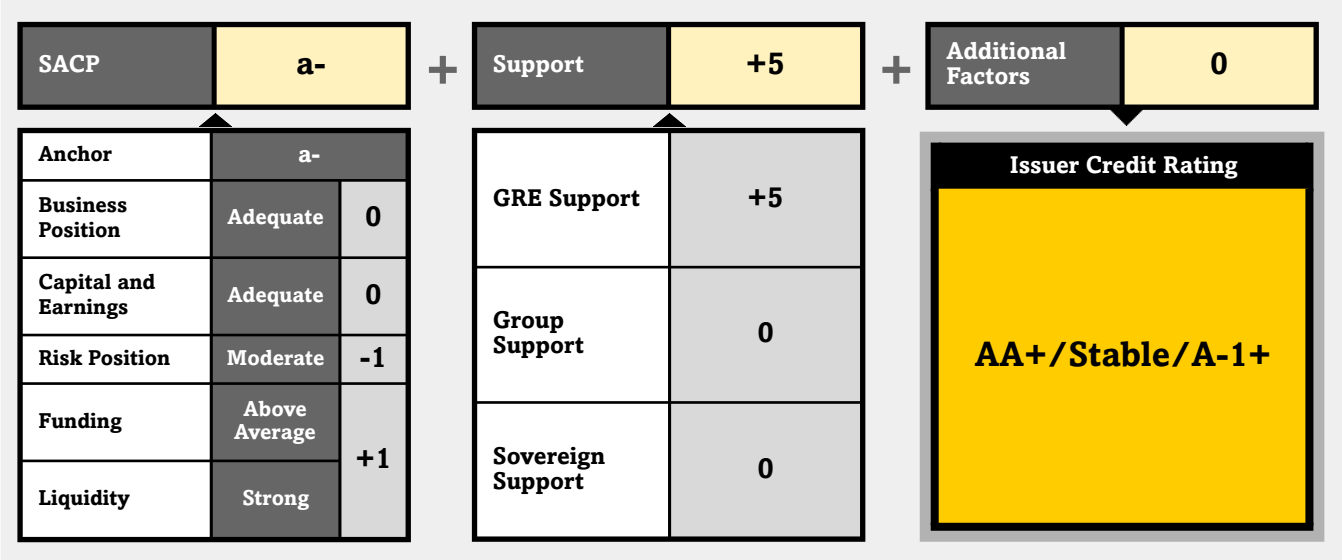 SACP
a-
+
Support
+5
+
Additional
Factors
0
Anchor
a-
Business
Position
Adequate
0
Capital and
Earnings
Adequate
0
Risk Position
Moderate
-1
Funding
Above
Average
+1
Liquidity
Strong
GRE Support
+5
Group
Support
0
Sovereign
Support
0
Issuer Credit Rating
AA+/Stable/A-1+